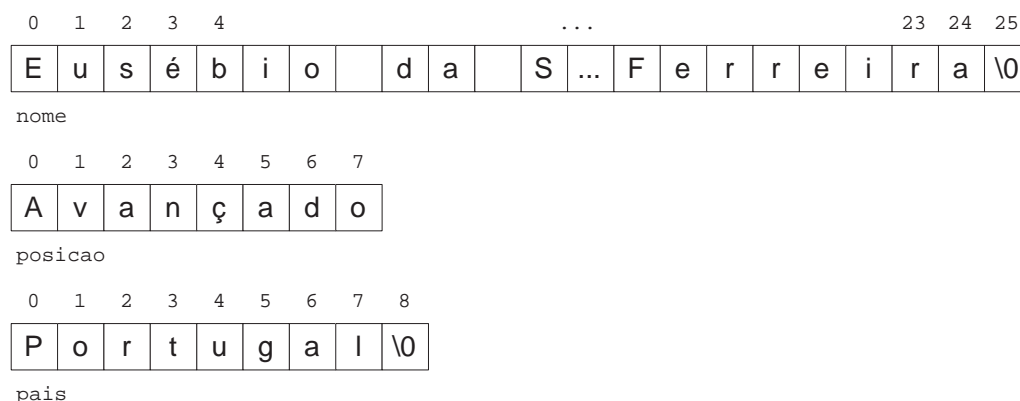 0 1 2 3 4 ... 23 24 25
E u s é b i o d a S ... F e r r e i r a \0
nome
0 1 2 3 4 5 6 7
A v a n ç a d o
posicao
0 1 2 3 4 5 6 7 8
P o r t u g a l \0
pais